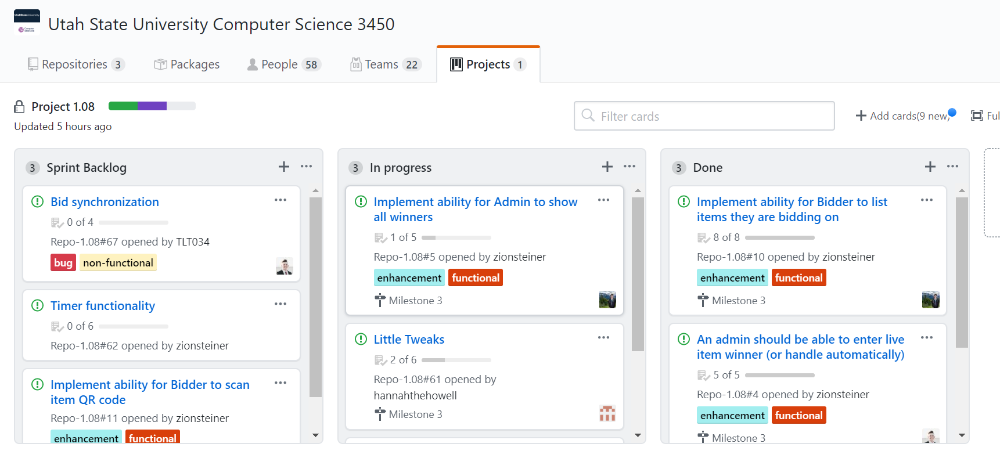 UtahStateUniversity
Computer
SCIENCE
Utah State University Computer Science 3450
Repositories 3
Packages
People 58
Teams 22
Projects 1
Project 1.08
Updated 5 hours ago
Filter cards
Add cards(9 new)
Ful
3 Sprint Backlog
Bid synchronization
0 of 4
Repo-1.08#67 opened by TLT034
bug non-functional
Timer functionality
0 of 6
Repo-1.08#62 opened by zionsteiner
Implement ability for Bidder to scan
item QR code
Repo-1.08#11 opened by zionsteiner
enhancement functional
3 In progress
Implement ability for Admin to show
all winners
1 of 5
Repo-1.08#5 opened by zionsteiner
enhancement functional
Milestone 3
Little Tweaks
2 of 6
Repo-1.08#61 opened by
hannahthehowell
Milestone 3
3 Done
Implement ability for Bidder to list
items they are bidding on
8 of 8
Repo-1.08#10 opened by zionsteiner
enhancement functional
Milestone 3
An admin should be able to enter live
item winner (or handle automatically)
5 of 5
Repo-1.08#4 opened by zionsteiner
enhancement functional
Milestone 3